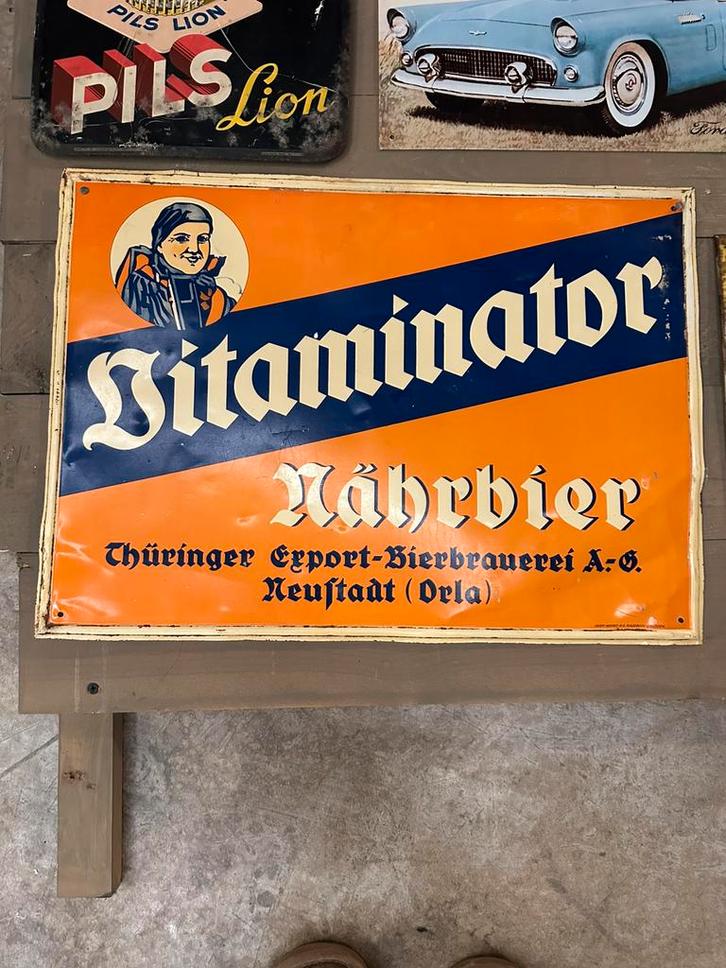 PILS LION
PILS Lion
Vitaminator
Nährbier
Thüringer Export-Bierbrauerei A.-G.
Neuſtadt (Orla)